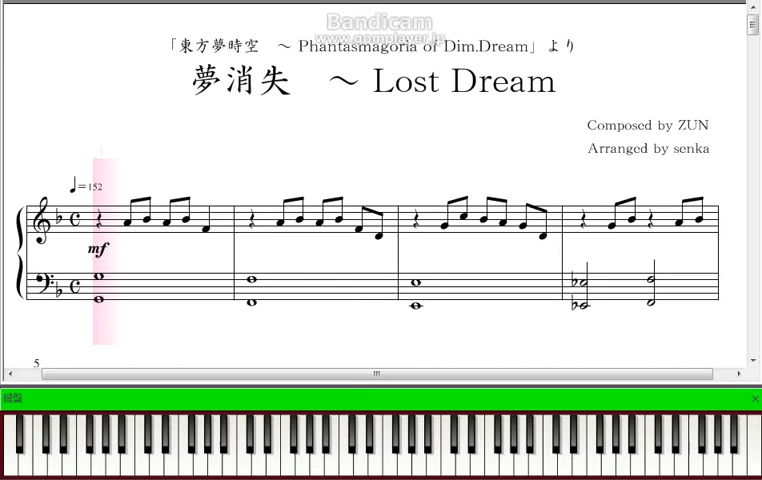 Bandicam
www.gomplayer.jp
「東方夢時空　～ Phantasmagoria of Dim.Dream」より
夢消失　～ Lost Dream
Composed by ZUN
Arranged by senka
♩=152
mf
5
鍵盤